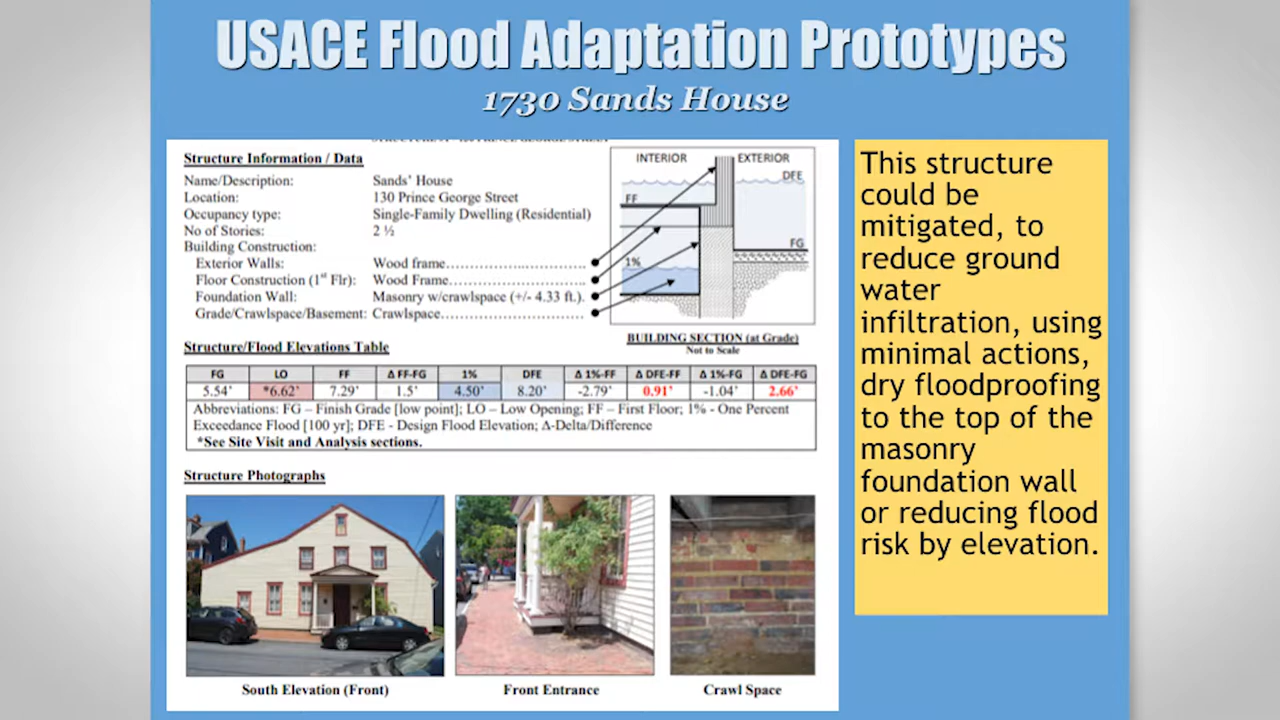 USACE Flood Adaptation Prototypes
1730 Sands House
Structure Information / Data
Name/Description: Sands' House
Location: 130 Prince George Street
Occupancy type: Single-Family Dwelling (Residential)
No of Stories: 2 ½
Building Construction:
Exterior Walls: Wood frame
Floor Construction (1st Flr): Wood Frame
Foundation Wall: Masonry w/crawlspace (+/- 4.33 ft.).
Grade/Crawlspace/Basement: Crawlspace
INTERIOR EXTERIOR
DFE
FF
FG
1%
BUILDING SECTION (at Grade)
Not to Scale
Structure/Flood Elevations Table
FG LO FF Δ FF-FG 1% DFE Δ 1%-FF Δ DFE-FF Δ 1%-FG Δ DFE-FG
5.54' *6.62' 7.29' 1.5' 4.50' 8.20' -2.79' 0.91' -1.04' 2.66'
Abbreviations: FG – Finish Grade [low point]; LO – Low Opening; FF – First Floor; 1% - One Percent
Exceedance Flood [100 yr]; DFE - Design Flood Elevation; Δ-Delta/Difference
*See Site Visit and Analysis sections.
Structure Photographs
South Elevation (Front)
Front Entrance
Crawl Space
This structure
could be
mitigated, to
reduce ground
water
infiltration, using
minimal actions,
dry floodproofing
to the top of the
masonry
foundation wall
or reducing flood
risk by elevation.